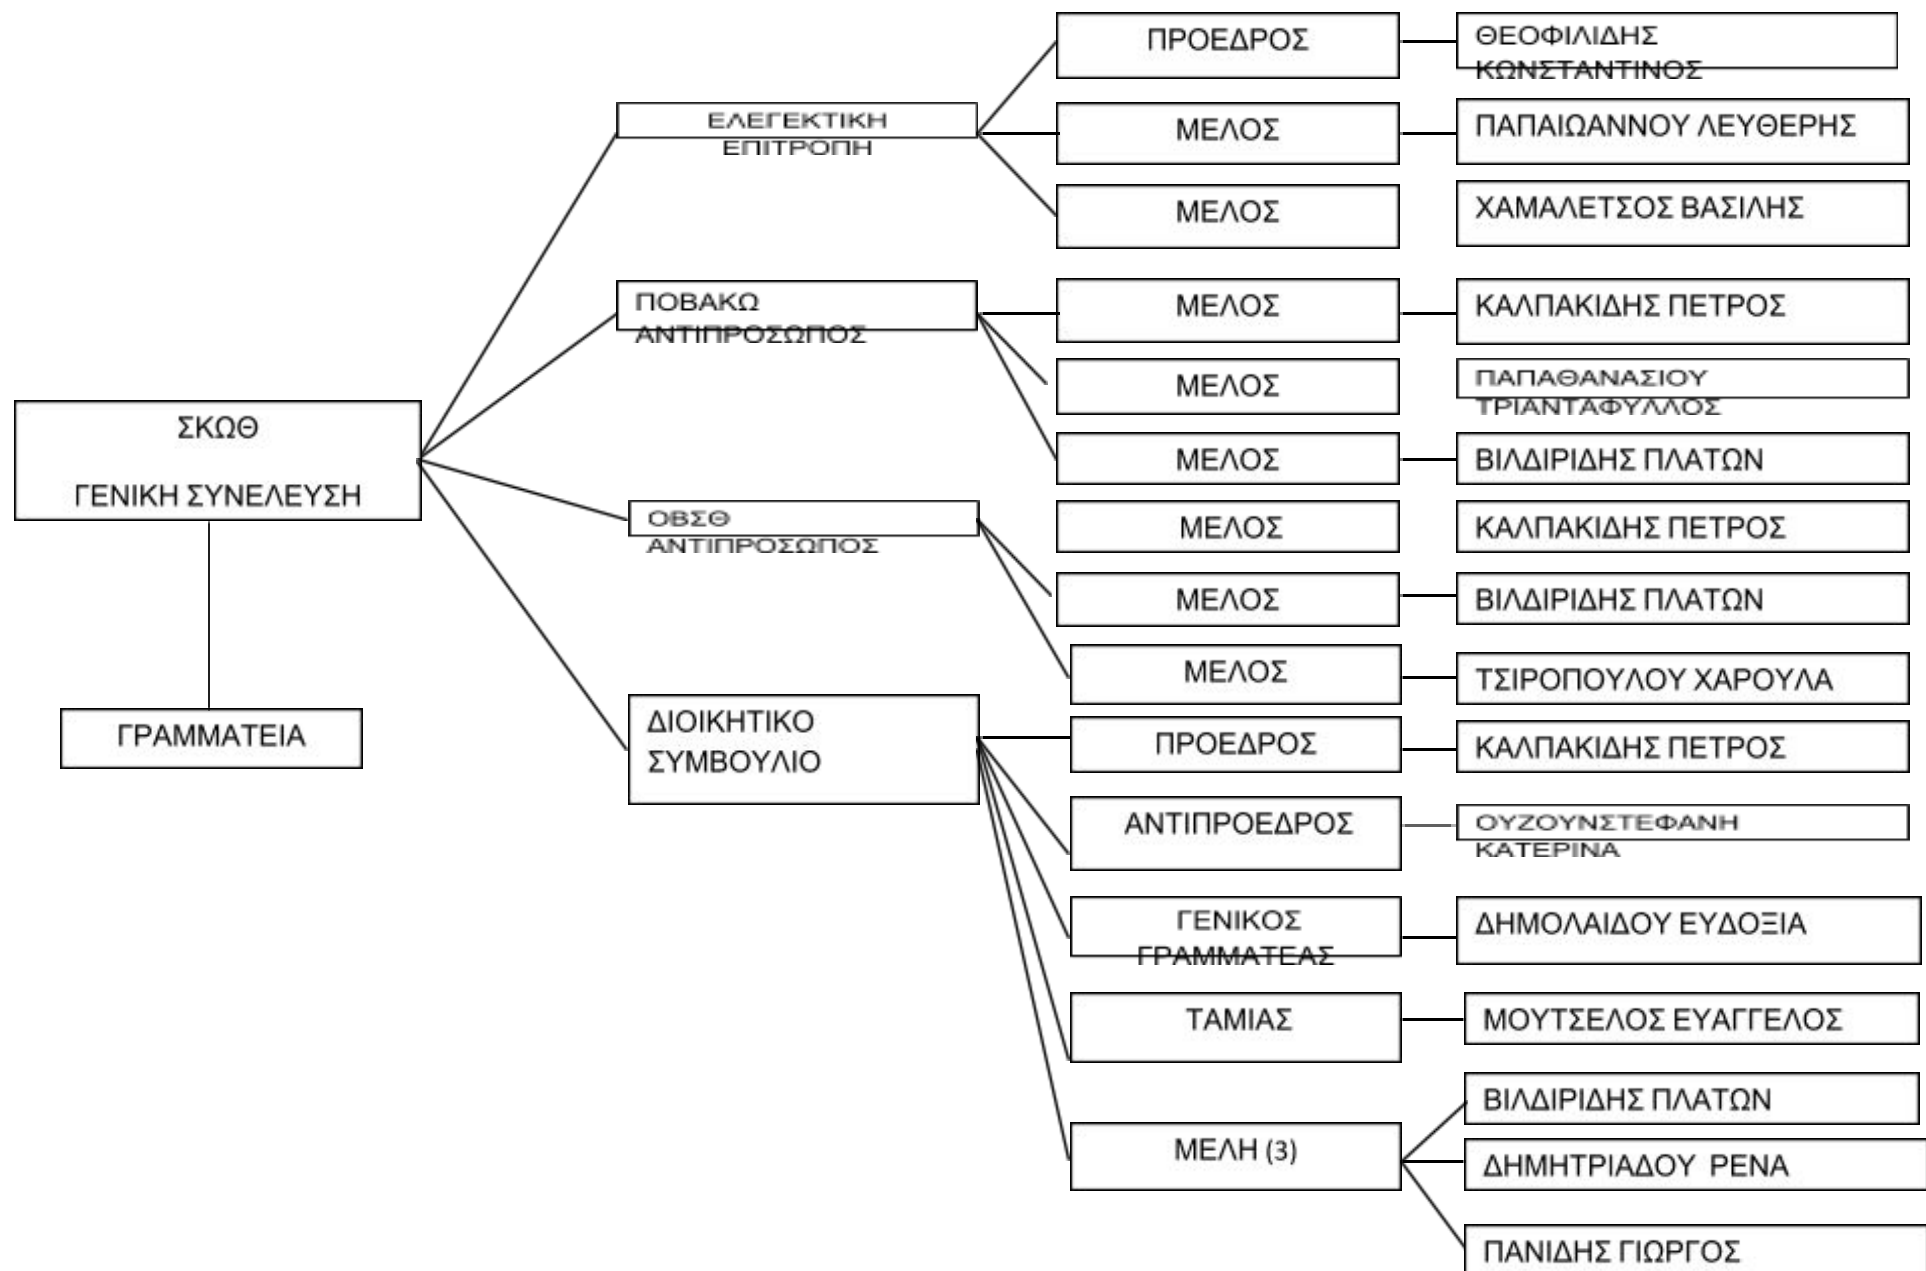 ΣΚΩΘ
ΓΕΝΙΚΗ ΣΥΝΕΛΕΥΣΗ
ΓΡΑΜΜΑΤΕΙΑ
ΕΛΕΓΕΚΤΙΚΗ
ΕΠΙΤΡΟΠΗ
ΠΡΟΕΔΡΟΣ
ΘΕΟΦΙΛΙΔΗΣ
ΚΩΝΣΤΑΝΤΙΝΟΣ
ΜΕΛΟΣ
ΠΑΠΑΙΩΑΝΝΟΥ ΛΕΥΘΕΡΗΣ
ΜΕΛΟΣ
ΧΑΜΑΛΕΤΣΟΣ ΒΑΣΙΛΗΣ
ΠΟΒΑΚΩ
ΑΝΤΙΠΡΟΣΩΠΟΣ
ΜΕΛΟΣ
ΚΑΛΠΑΚΙΔΗΣ ΠΕΤΡΟΣ
ΜΕΛΟΣ
ΠΑΠΑΘΑΝΑΣΙΟΥ
ΤΡΙΑΝΤΑΦΥΛΛΟΣ
ΜΕΛΟΣ
ΒΙΛΔΙΡΙΔΗΣ ΠΛΑΤΩΝ
ΟΒΣΘ
ΑΝΤΙΠΡΟΣΩΠΟΣ
ΜΕΛΟΣ
ΚΑΛΠΑΚΙΔΗΣ ΠΕΤΡΟΣ
ΜΕΛΟΣ
ΒΙΛΔΙΡΙΔΗΣ ΠΛΑΤΩΝ
ΜΕΛΟΣ
ΤΣΙΡΟΠΟΥΛΟΥ ΧΑΡΟΥΛΑ
ΔΙΟΙΚΗΤΙΚΟ
ΣΥΜΒΟΥΛΙΟ
ΠΡΟΕΔΡΟΣ
ΚΑΛΠΑΚΙΔΗΣ ΠΕΤΡΟΣ
ΑΝΤΙΠΡΟΕΔΡΟΣ
ΟΥΖΟΥΝΣΤΕΦΑΝΗ
ΚΑΤΕΡΙΝΑ
ΓΕΝΙΚΟΣ
ΓΡΑΜΜΑΤΕΑΣ
ΔΗΜΟΛΑΙΔΟΥ ΕΥΔΟΞΙΑ
ΤΑΜΙΑΣ
ΜΟΥΤΣΕΛΟΣ ΕΥΑΓΓΕΛΟΣ
ΜΕΛΗ (3)
ΒΙΛΔΙΡΙΔΗΣ ΠΛΑΤΩΝ
ΔΗΜΗΤΡΙΑΔΟΥ ΡΕΝΑ
ΠΑΝΙΔΗΣ ΓΙΩΡΓΟΣ